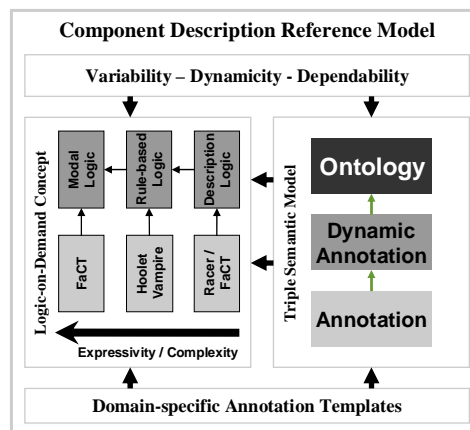 Component Description Reference Model
Variability – Dynamicity - Dependability
Logic-on-Demand Concept
Modal
Logic
Rule-based
Logic
Description
Logic
FaCT
Hoolet
Vampire
Racer /
FaCT
Expressivity / Complexity
Triple Semantic Model
Ontology
Dynamic
Annotation
Annotation
Domain-specific Annotation Templates